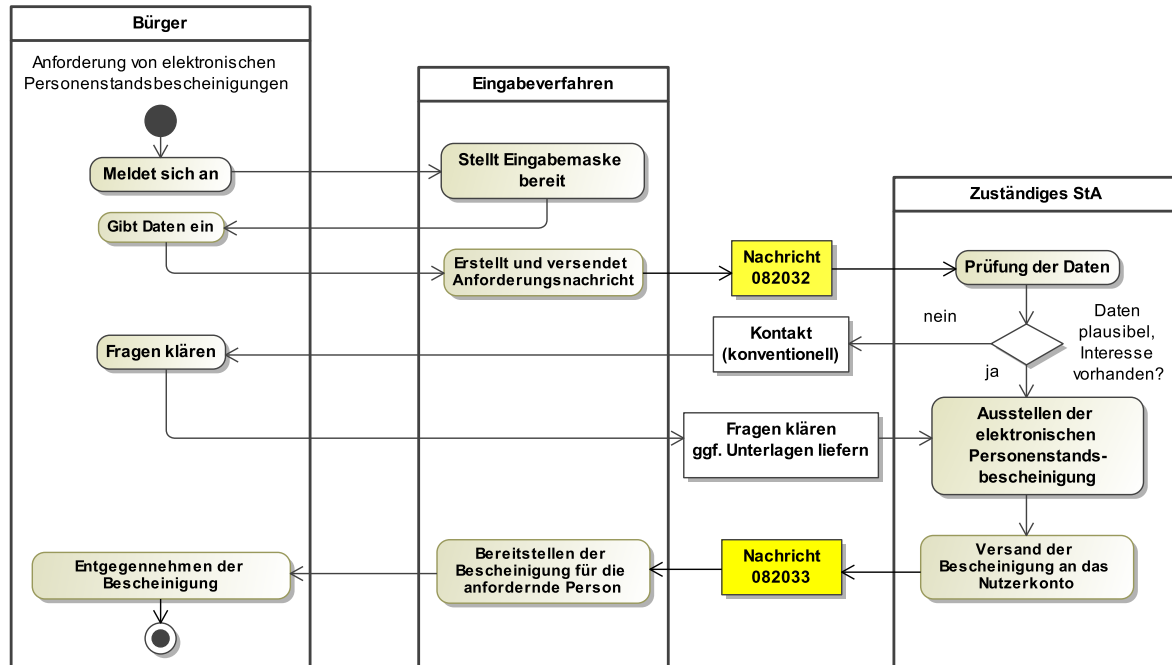 Bürger
Anforderung von elektronischen
Personenstandsbescheinigungen
Eingabeverfahren
Zuständiges StA
Meldet sich an
Stellt Eingabemaske
bereit
Gibt Daten ein
Erstellt und versendet
Anforderungsnachricht
Nachricht
082032
Prüfung der Daten
nein
Daten
plausibel,
Interesse
vorhanden?
ja
Kontakt
(konventionell)
Fragen klären
Fragen klären
ggf. Unterlagen liefern
Ausstellen der
elektronischen
Personenstands-
bescheinigung
Versand der
Bescheinigung an das
Nutzerkonto
Nachricht
082033
Bereitstellen der
Bescheinigung für die
anfordernde Person
Entgegennehmen der
Bescheinigung